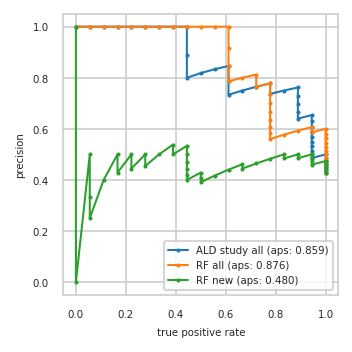 1.0
0.8
0.6
0.4
0.2
0.0
precision
ALD study all (aps: 0.859)
RF all (aps: 0.876)
RF new (aps: 0.480)
0.0 0.2 0.4 0.6 0.8 1.0
true positive rate